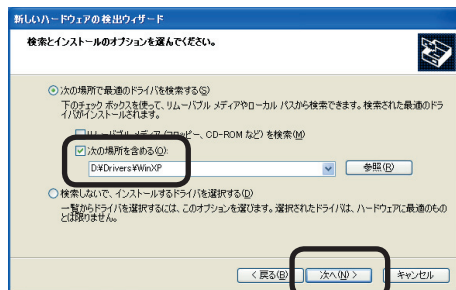 新しいハードウェアの検出ウィザード
検索とインストールのオプションを選んでください。
次の場所で最適のドライバを検索する(S)
下のチェック ボックスを使って、リムーバブル メディアやローカル パスから検索できます。検索された最適のドラ
イバがインストールされます。
リムーバブル メディア (フロッピー、CD-ROM など) を検索(M)
次の場所を含める(O):
D:¥Drivers¥WinXP
参照(R)
検索しないで、インストールするドライバを選択する(D)
一覧からドライバを選択するには、このオプションを選びます。選択されたドライバは、ハードウェアに最適のもの
とは限りません。
< 戻る(B)
次へ(N) >
キャンセル